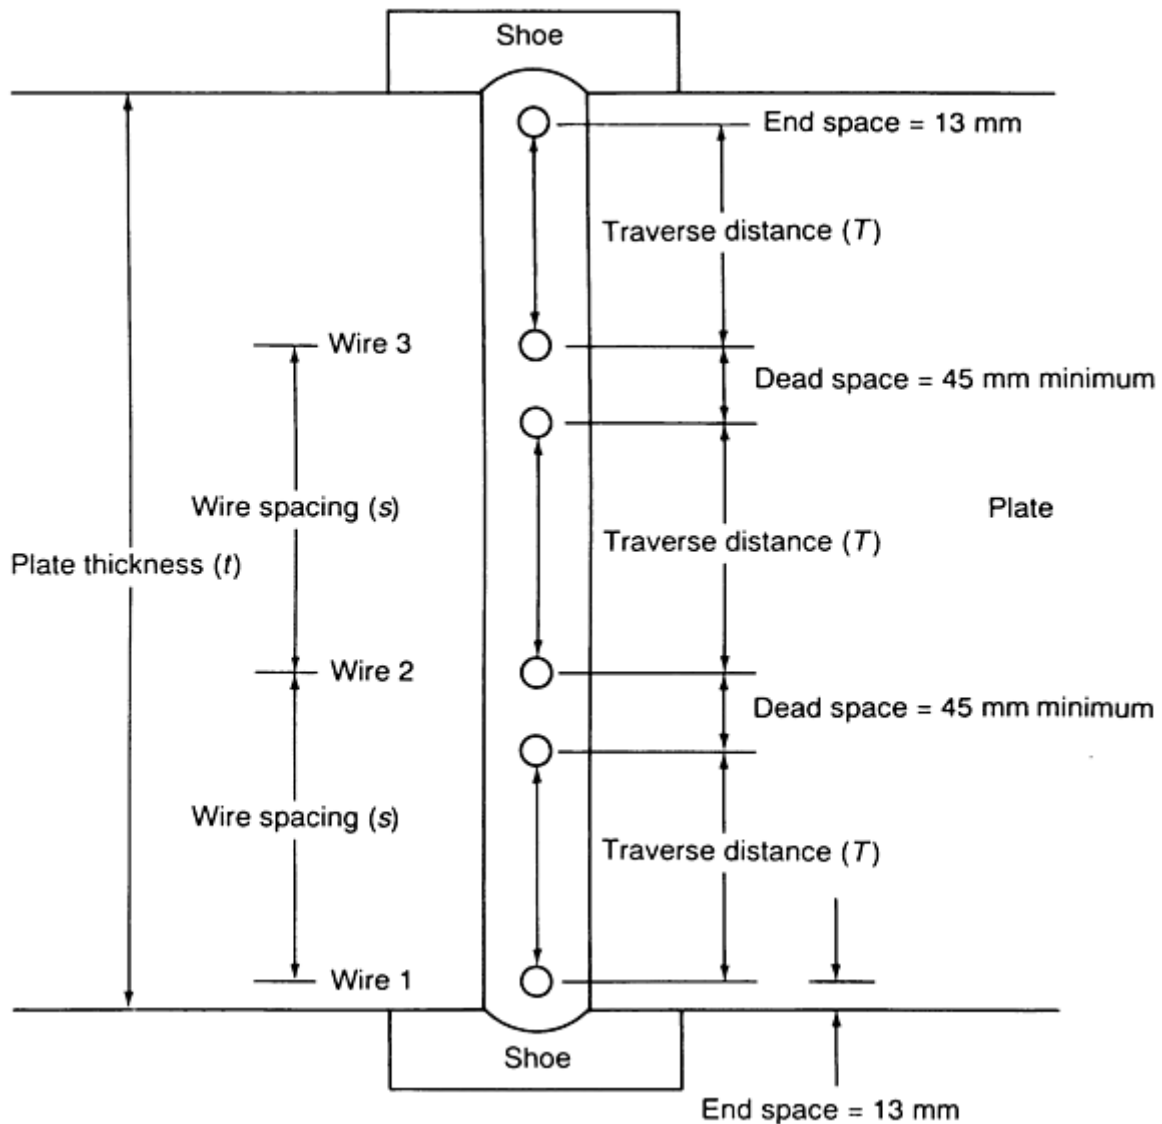 Shoe
End space = 13 mm
Traverse distance (T)
Wire 3
Dead space = 45 mm minimum
Wire spacing (s)
Plate
Traverse distance (T)
Plate thickness (t)
Wire 2
Dead space = 45 mm minimum
Wire spacing (s)
Traverse distance (T)
Wire 1
Shoe
End space = 13 mm